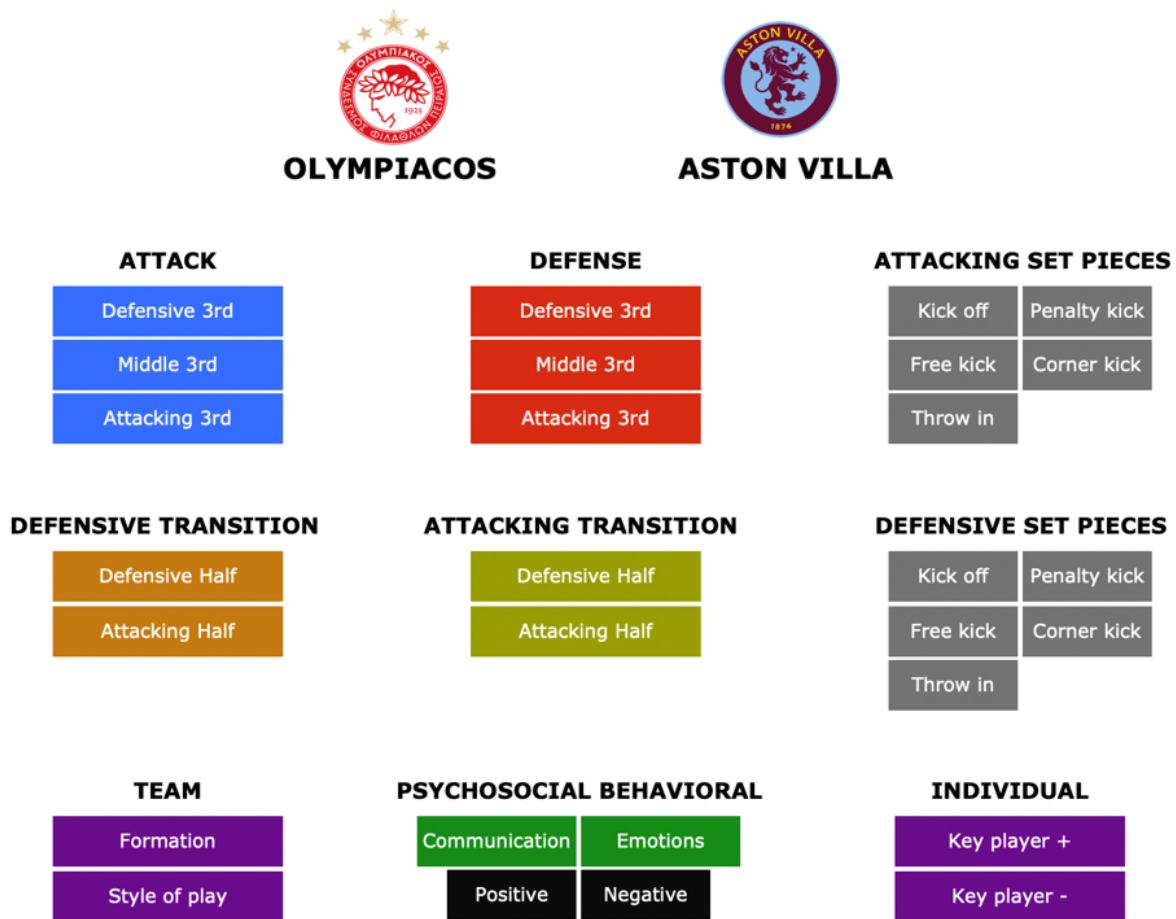 ΟΛΥΜΠΙΑΚΟΣ
ΣΥΝΔΕΣΜΟΣ ΦΙΛΑΘΛΩΝ ΠΕΙΡΑΙΩΣ
1925
ASTON VILLA
1874
OLYMPIACOS
ASTON VILLA
ATTACK
Defensive 3rd
Middle 3rd
Attacking 3rd
DEFENSE
Defensive 3rd
Middle 3rd
Attacking 3rd
ATTACKING SET PIECES
Kick off
Penalty kick
Free kick
Corner kick
Throw in
DEFENSIVE TRANSITION
Defensive Half
Attacking Half
ATTACKING TRANSITION
Defensive Half
Attacking Half
DEFENSIVE SET PIECES
Kick off
Penalty kick
Free kick
Corner kick
Throw in
TEAM
Formation
Style of play
PSYCHOSOCIAL BEHAVIORAL
Communication
Emotions
Positive
Negative
INDIVIDUAL
Key player +
Key player -